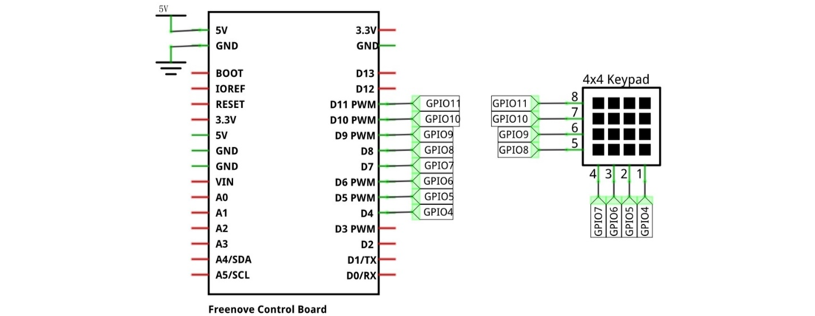 5V
5V
GND
BOOT
IOREF
RESET
3.3V
5V
GND
GND
VIN
A0
A1
A2
A3
A4/SDA
A5/SCL
3.3V
GND
D13
D12
D11 PWM
D10 PWM
D9 PWM
D8
D7
D6 PWM
D5 PWM
D4
D3 PWM
D2
D1/TX
D0/RX
GPIO11
GPIO10
GPIO9
GPIO8
GPIO7
GPIO6
GPIO5
GPIO4
Freenove Control Board
4x4 Keypad
GPIO11 8
GPIO10 7
GPIO9 6
GPIO8 5
4 3 2 1
GPIO7
GPIO6
GPIO5
GPIO4